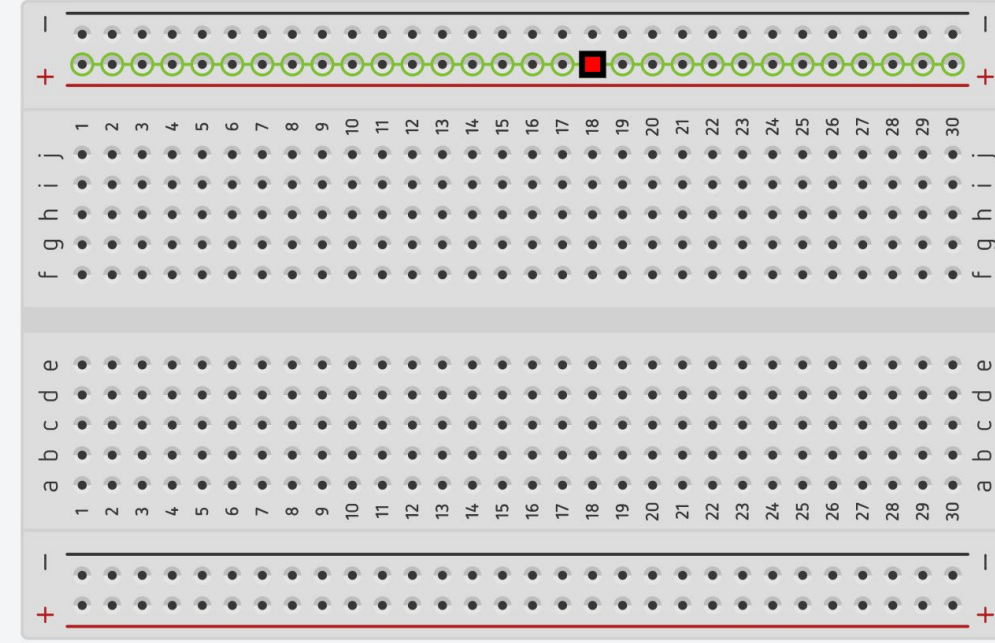 − −
+ +
1 2 3 4 5 6 7 8 9 10 11 12 13 14 15 16 17 18 19 20 21 22 23 24 25 26 27 28 29 30
j j
i i
h h
g g
f f
e e
d d
c c
b b
a a
1 2 3 4 5 6 7 8 9 10 11 12 13 14 15 16 17 18 19 20 21 22 23 24 25 26 27 28 29 30
− −
+ +